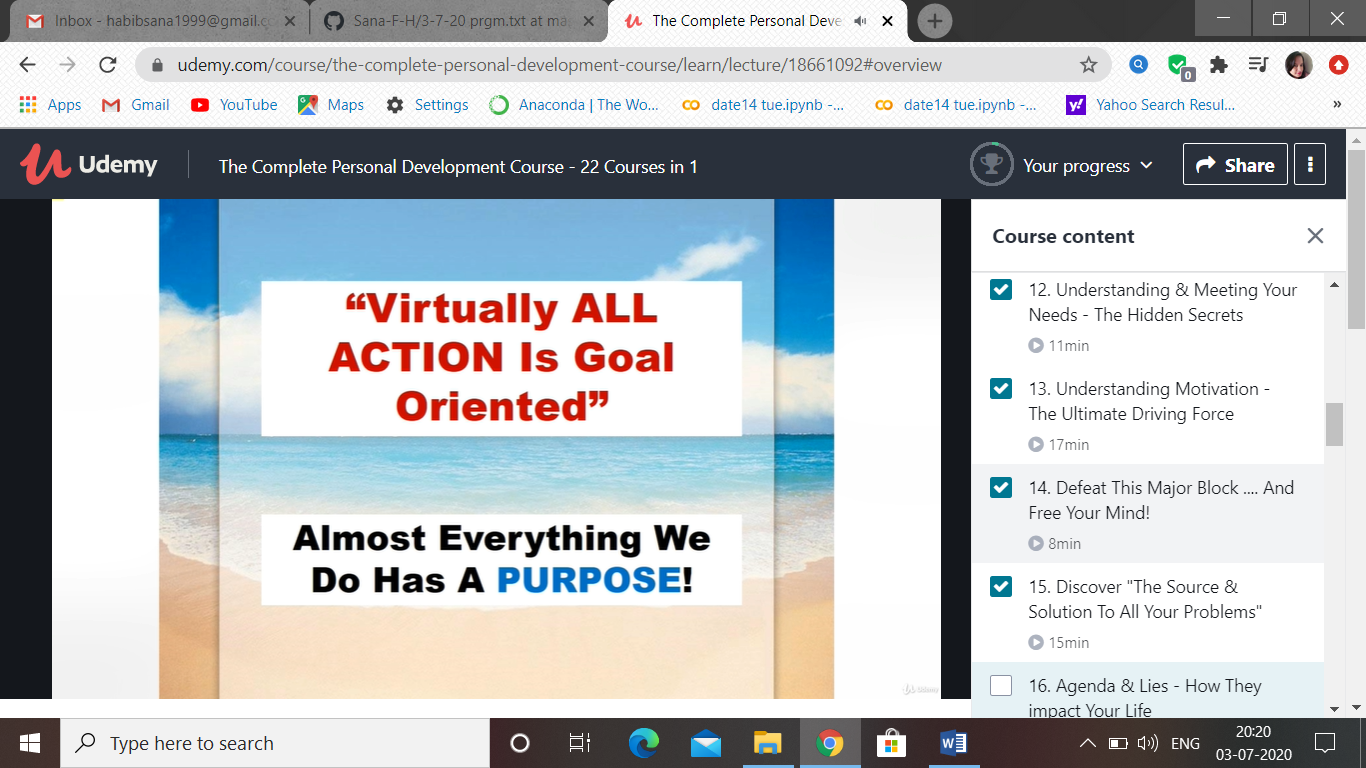 Inbox - habibsana1999@gmail.c
Sana-F-H/3-7-20 prgm.txt at ma
The Complete Personal Deve
udemy.com/course/the-complete-personal-development-course/learn/lecture/18661092#overview
0
Apps
Gmail
YouTube
Maps
Settings
Anaconda | The Wo...
date14 tue.ipynb -...
date14 tue.ipynb -...
Yahoo Search Resul...
»
Udemy
The Complete Personal Development Course - 22 Courses in 1
Your progress
Share
“Virtually ALL
ACTION Is Goal
Oriented”
Almost Everything We
Do Has A PURPOSE!
Udemy
Course content
12. Understanding & Meeting Your
Needs - The Hidden Secrets
11min
13. Understanding Motivation -
The Ultimate Driving Force
17min
14. Defeat This Major Block .... And
Free Your Mind!
8min
15. Discover "The Source &
Solution To All Your Problems"
15min
16. Agenda & Lies - How They
impact Your Life
Type here to search
ENG
20:20
03-07-2020